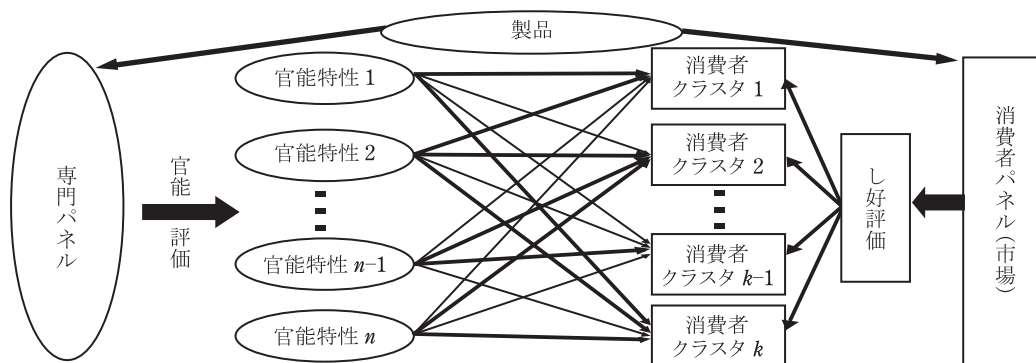 製品
専門パネル
官能
評価
官能特性 1
官能特性 2
官能特性 n−1
官能特性 n
消費者
クラスタ 1
消費者
クラスタ 2
消費者
クラスタ k−1
消費者
クラスタ k
し好評価
消費者パネル(市場)